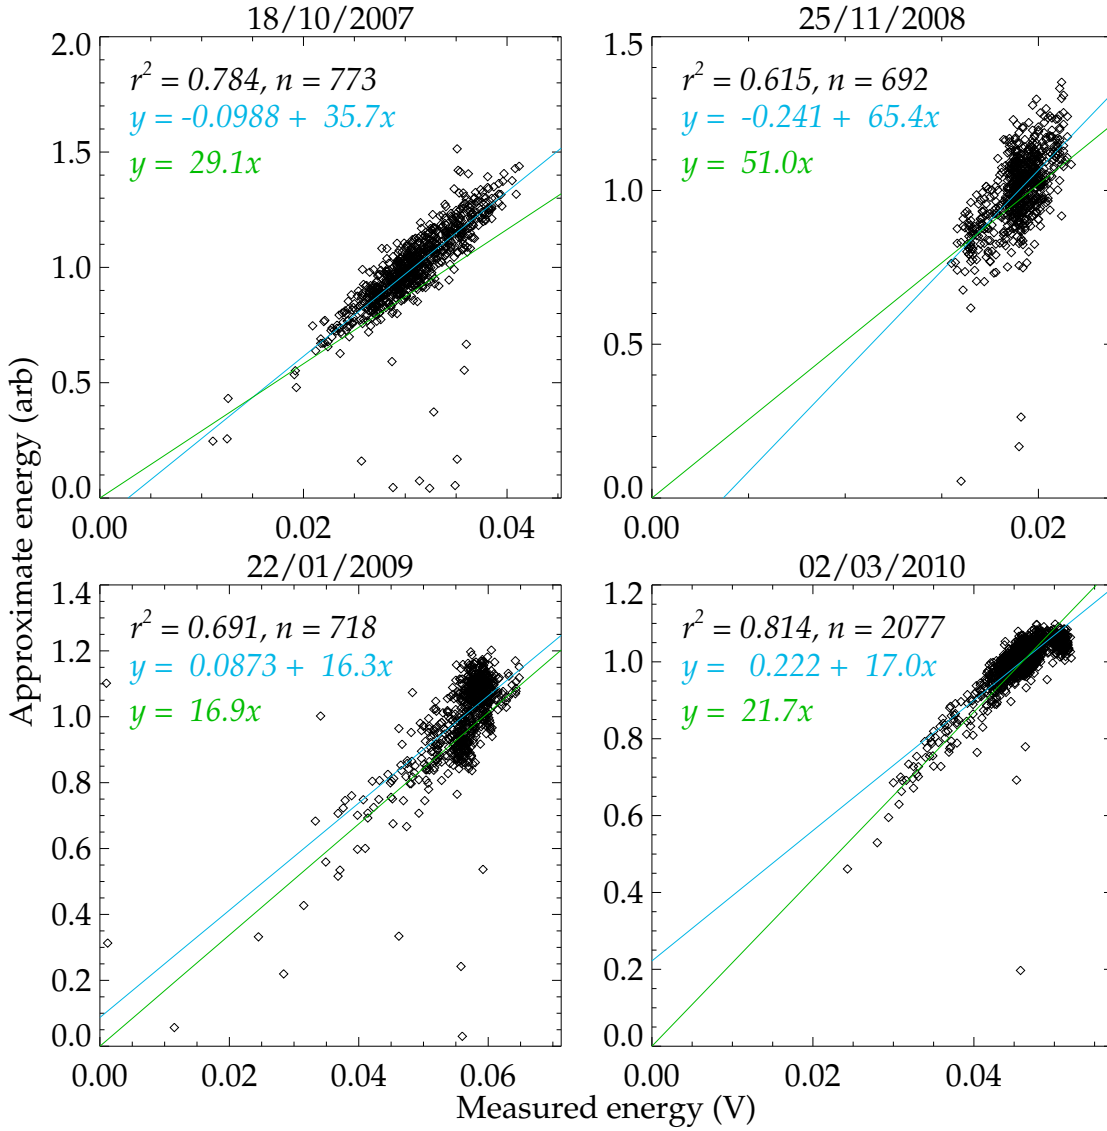 18/10/2007
25/11/2008
r² = 0.784, n = 773
y = -0.0988 + 35.7x
y = 29.1x
2.0
1.5
1.0
0.5
0.0
0.00
0.02
0.04
r² = 0.615, n = 692
y = -0.241 + 65.4x
y = 51.0x
1.5
1.0
0.5
0.0
0.00
0.02
Approximate energy (arb)
22/01/2009
02/03/2010
r² = 0.691, n = 718
y = 0.0873 + 16.3x
y = 16.9x
1.4
1.2
1.0
0.8
0.6
0.4
0.2
0.0
0.00
0.02
0.04
0.06
r² = 0.814, n = 2077
y = 0.222 + 17.0x
y = 21.7x
1.2
1.0
0.8
0.6
0.4
0.2
0.0
0.00
0.02
0.04
Measured energy (V)